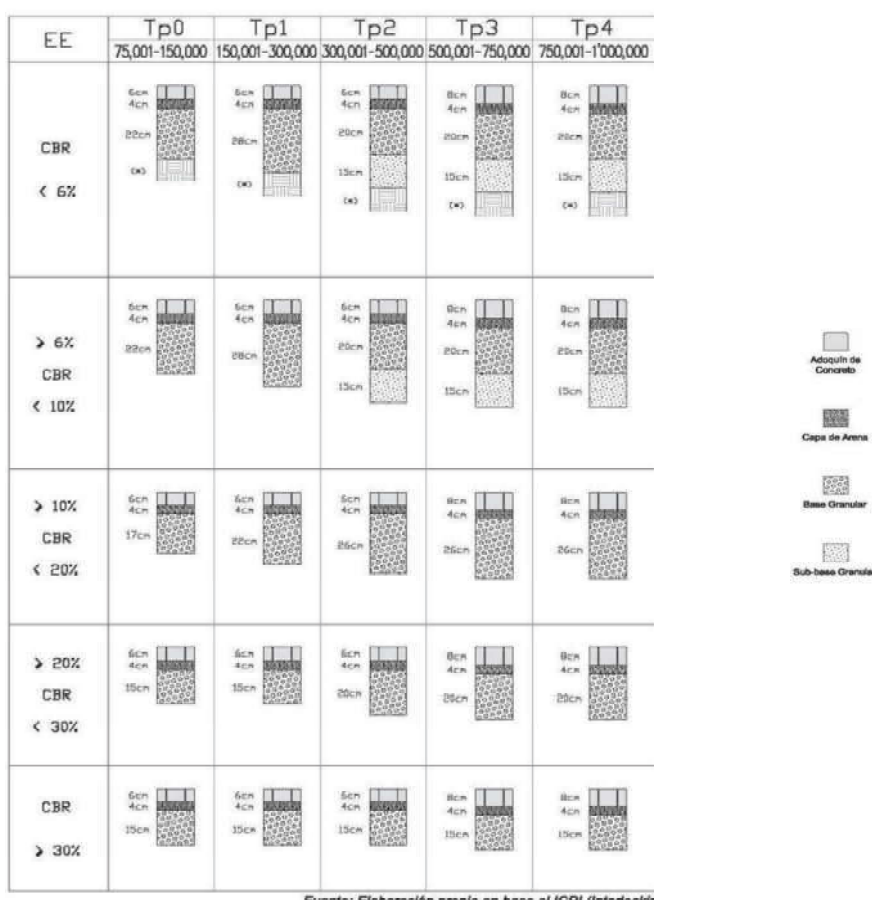 EE Tp0 Tp1 Tp2 Tp3 Tp4
75,001-150,000 150,001-300,000 300,001-500,000 500,001-750,000 750,001-1'000,000
CBR
< 6%
6cm
4cm
22cm
(*)
6cm
4cm
28cm
(*)
6cm
4cm
20cm
15cm
(*)
8cm
4cm
20cm
15cm
(*)
8cm
4cm
20cm
15cm
(*)
≥ 6%
CBR
< 10%
6cm
4cm
22cm
6cm
4cm
28cm
6cm
4cm
20cm
15cm
8cm
4cm
20cm
15cm
8cm
4cm
20cm
15cm
≥ 10%
CBR
< 20%
6cm
4cm
17cm
6cm
4cm
22cm
6cm
4cm
26cm
8cm
4cm
26cm
8cm
4cm
26cm
≥ 20%
CBR
< 30%
6cm
4cm
15cm
6cm
4cm
15cm
6cm
4cm
20cm
8cm
4cm
8cm
4cm
20cm
CBR
≥ 30%
6cm
4cm
15cm
6cm
4cm
15cm
6cm
4cm
15cm
8cm
4cm
15cm
8cm
4cm
15cm
Adoquín de
Concreto
Capa de Arena
Base Granular
Sub-base Granula
Fuente: Elaboración propia en base al ICPI